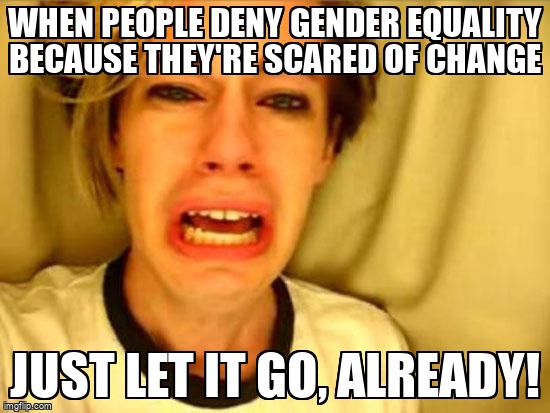 WHEN PEOPLE DENY GENDER EQUALITY
BECAUSE THEY'RE SCARED OF CHANGE
JUST LET IT GO, ALREADY!
imgflip.com